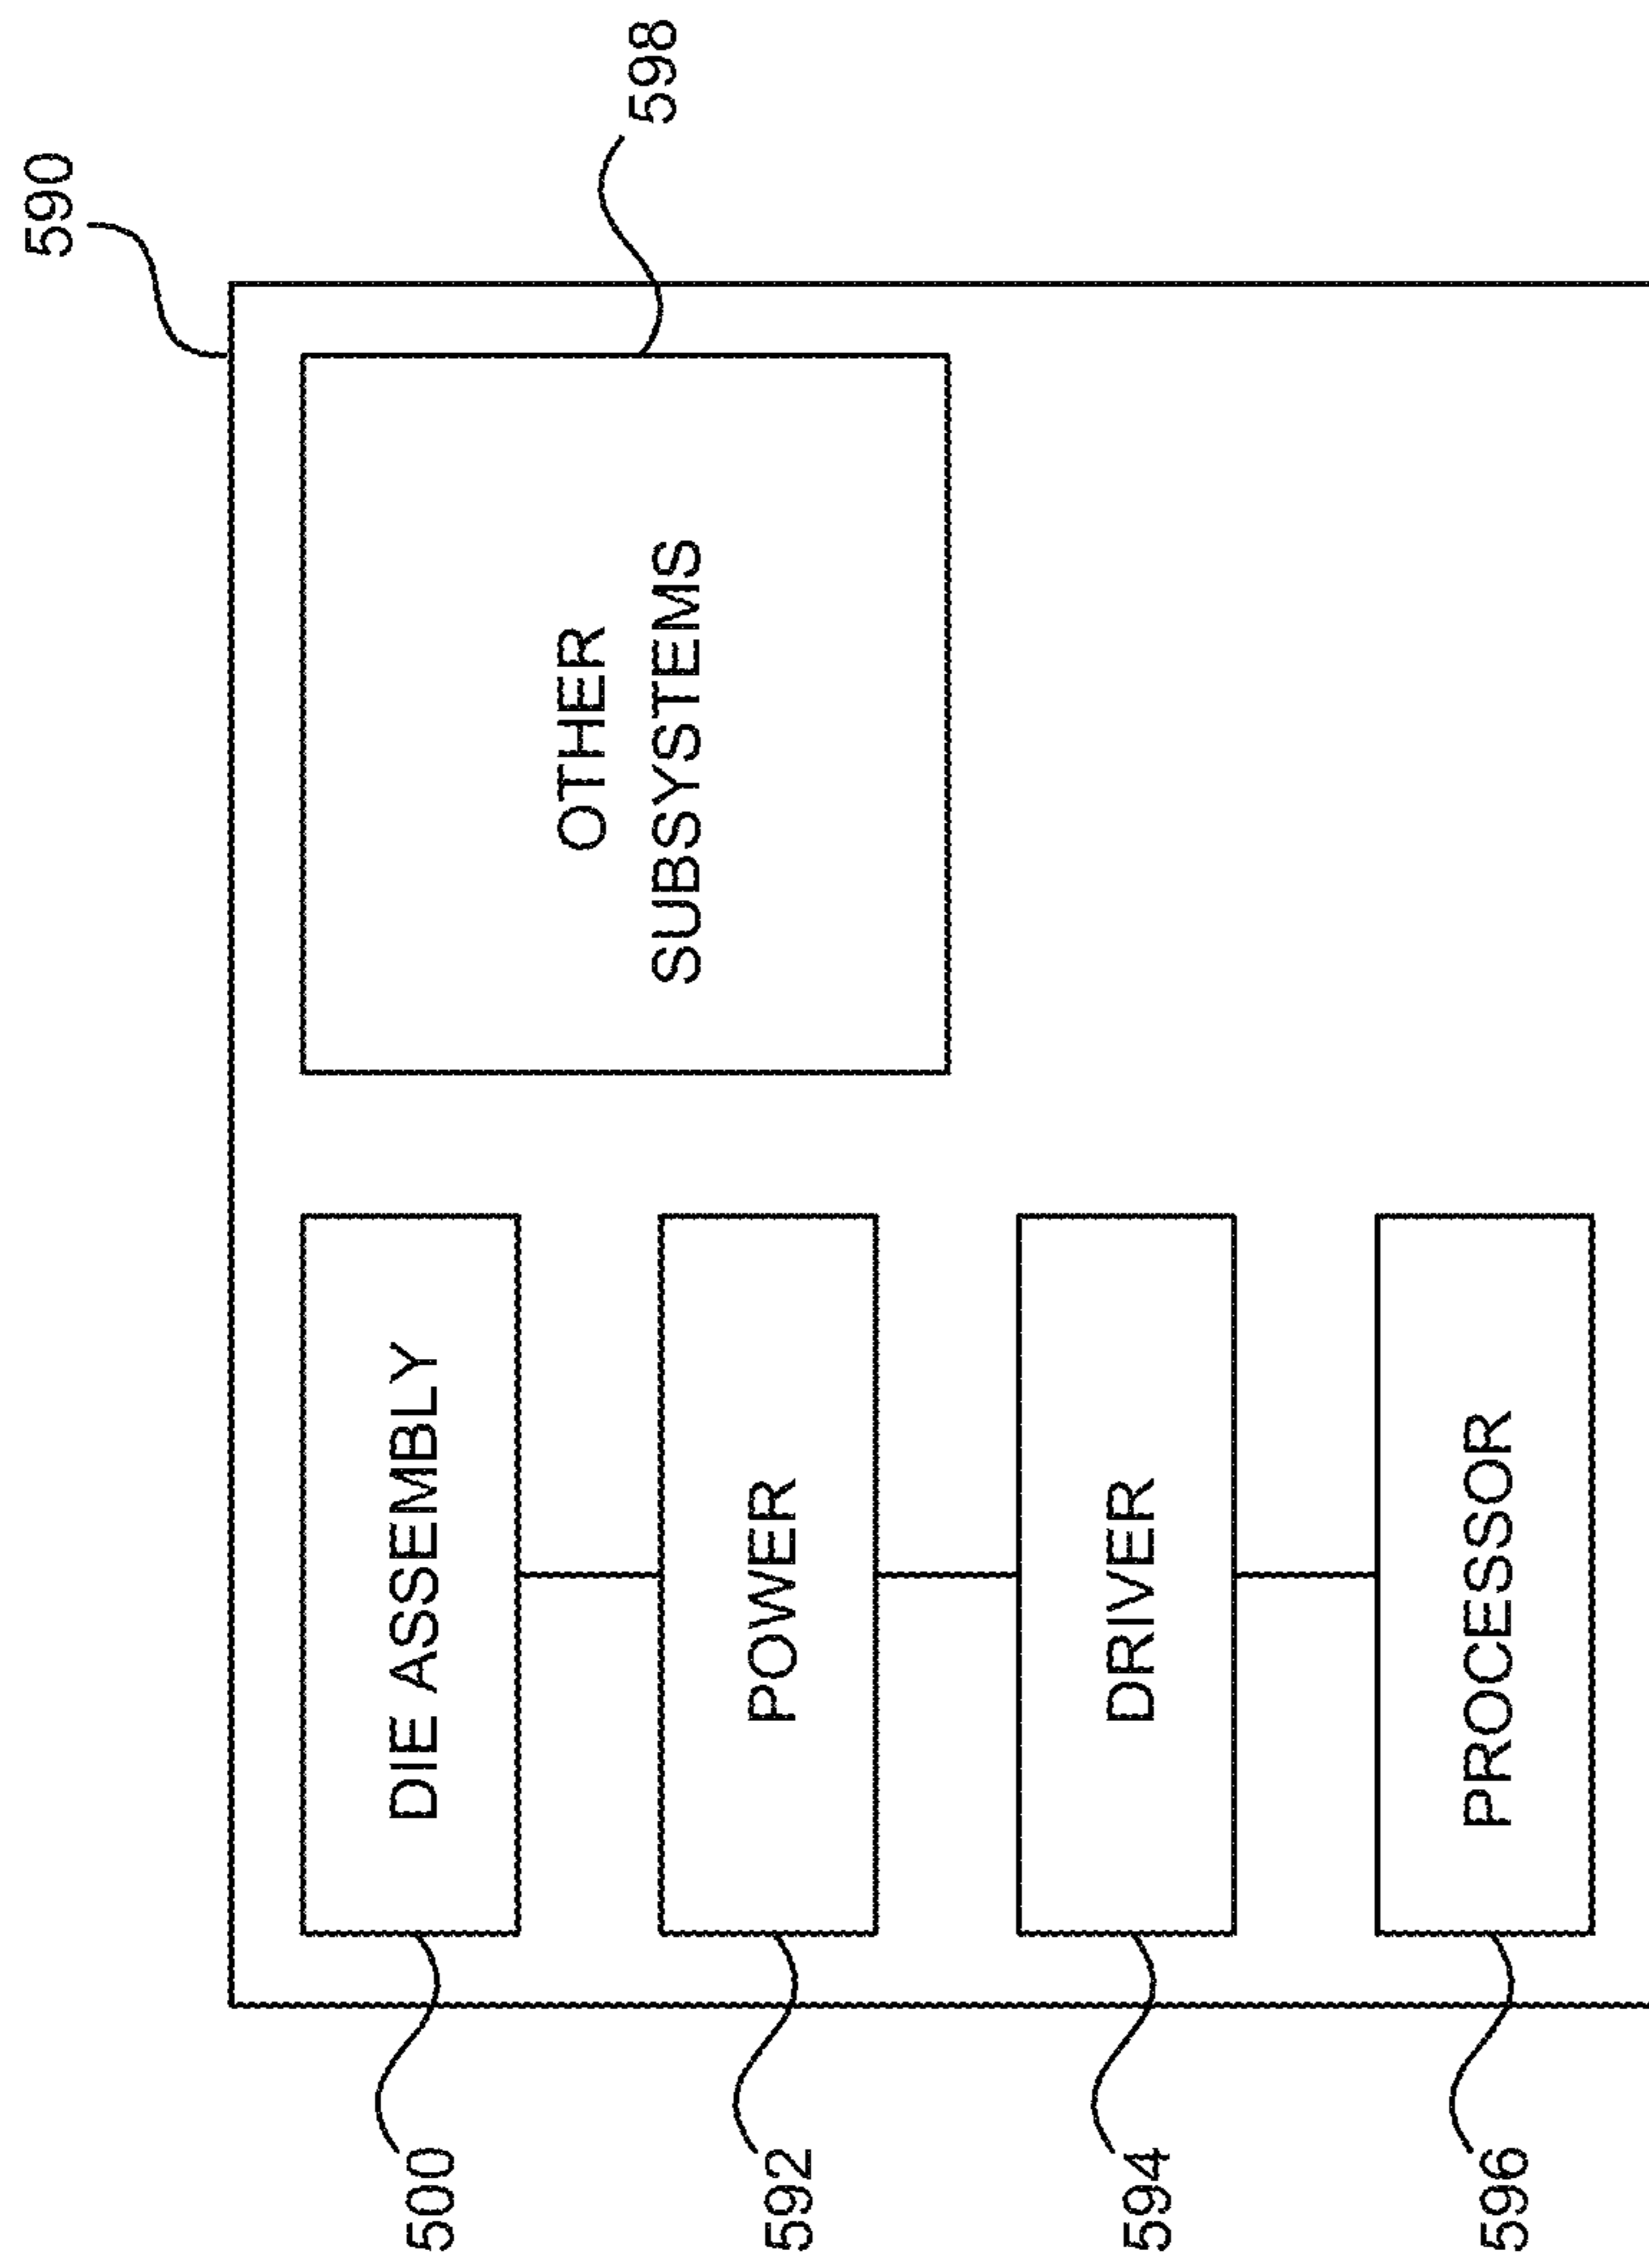 590
500
DIE ASSEMBLY
OTHER
SUBSYSTEMS
598
592
POWER
594
DRIVER
596
PROCESSOR